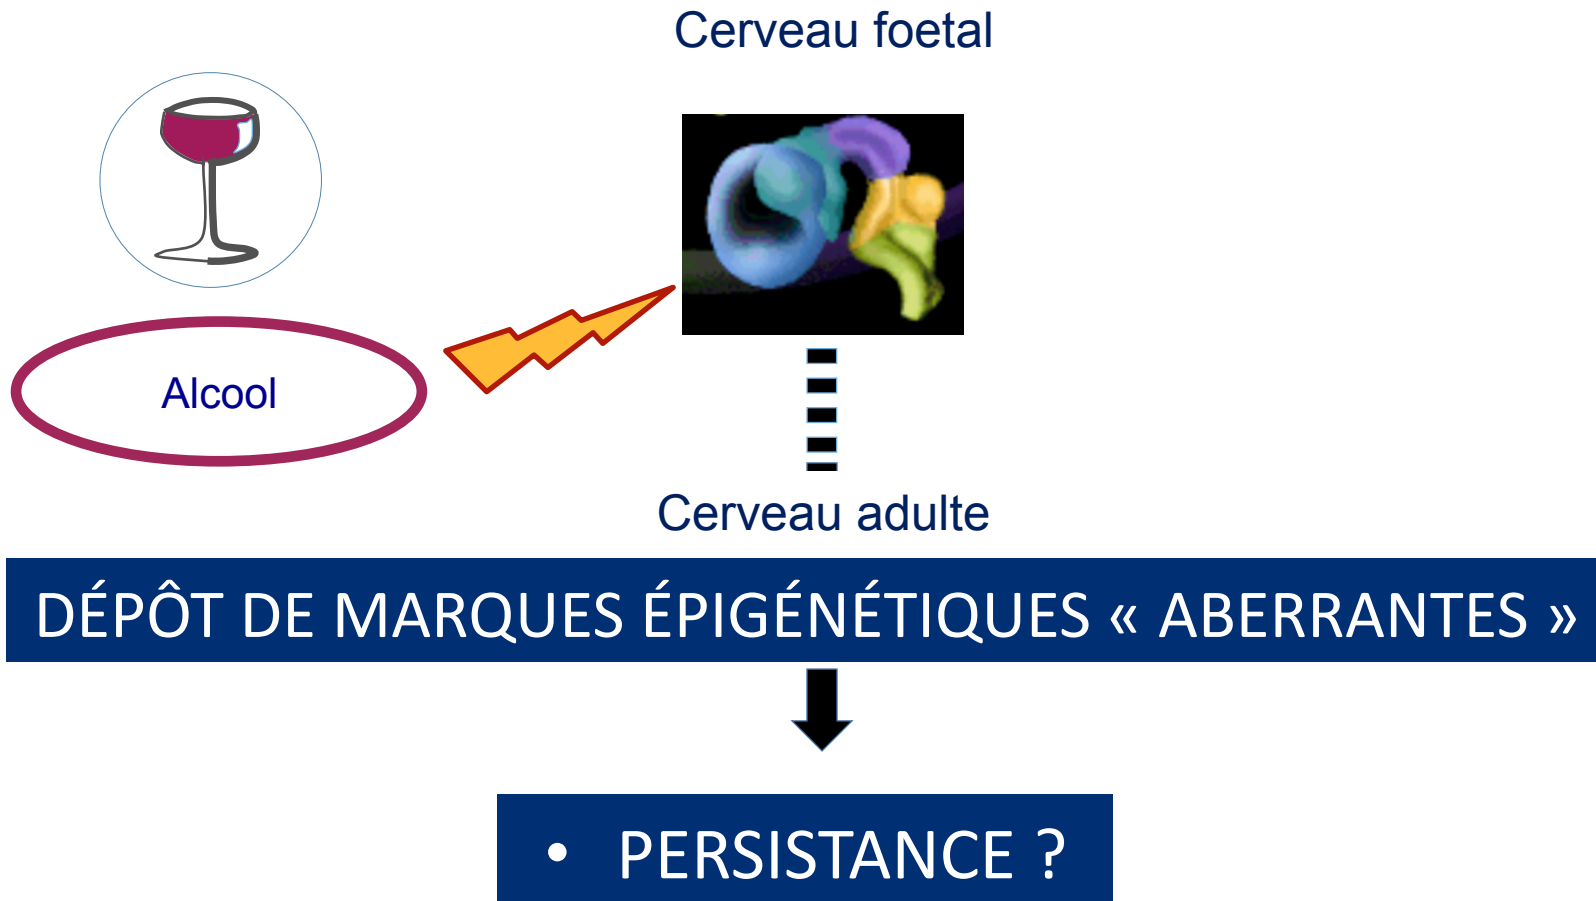 Cerveau foetal
Alcool
Cerveau adulte
DÉPÔT DE MARQUES ÉPIGÉNÉTIQUES « ABERRANTES »
• PERSISTANCE ?